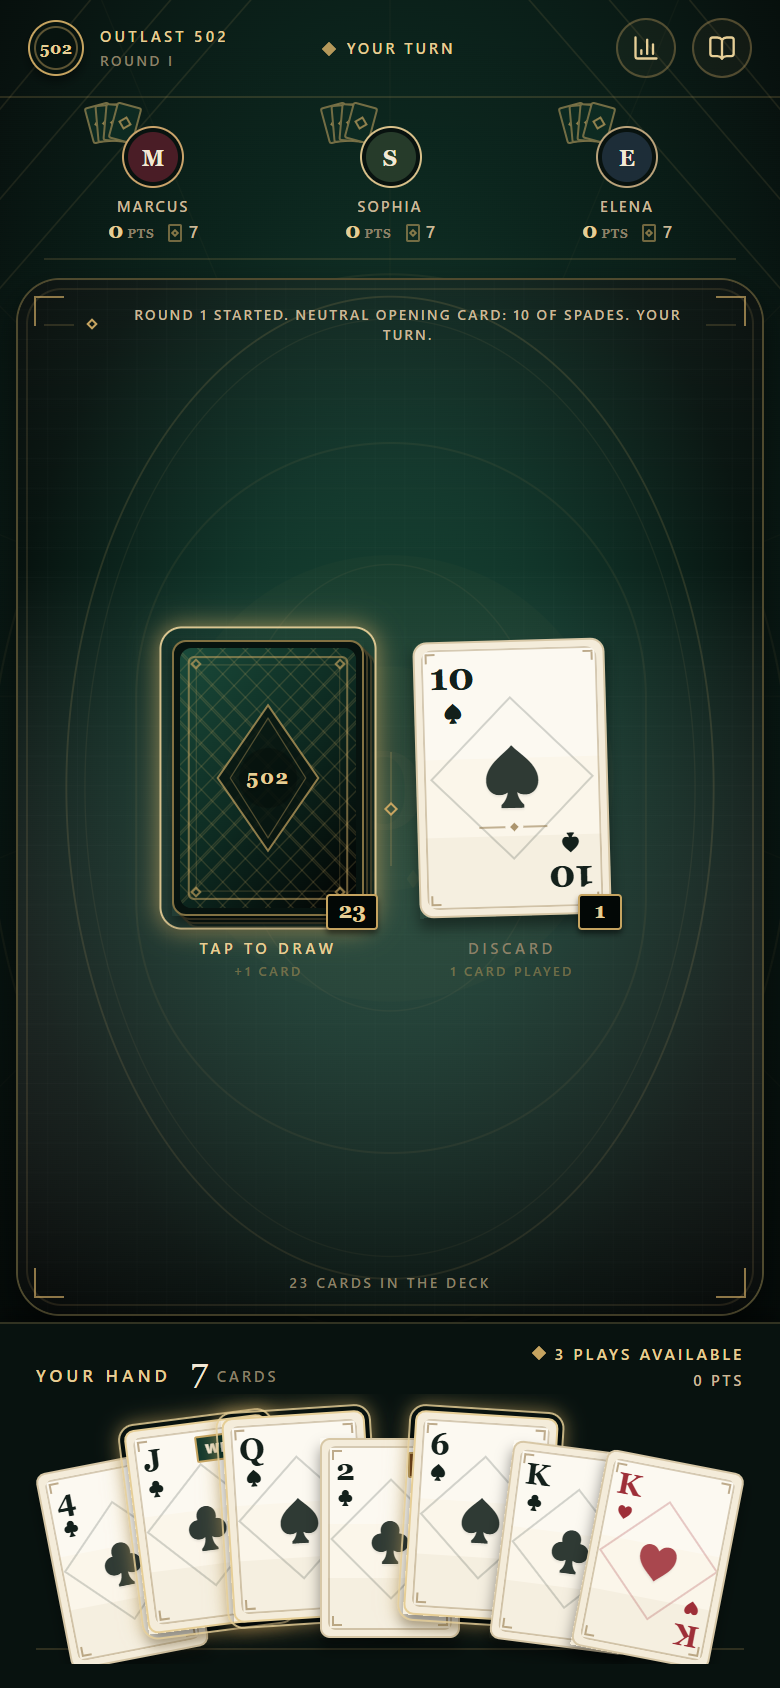 502
OUTLAST 502
ROUND I
YOUR TURN
M
S
E
MARCUS
SOPHIA
ELENA
0 PTS 7
0 PTS 7
0 PTS 7
ROUND 1 STARTED. NEUTRAL OPENING CARD: 10 OF SPADES. YOUR
TURN.
502
23
10
10
1
TAP TO DRAW
+1 CARD
DISCARD
1 CARD PLAYED
23 CARDS IN THE DECK
YOUR HAND 7 CARDS
3 PLAYS AVAILABLE
0 PTS
4
J
Q
2
6
K
K
K